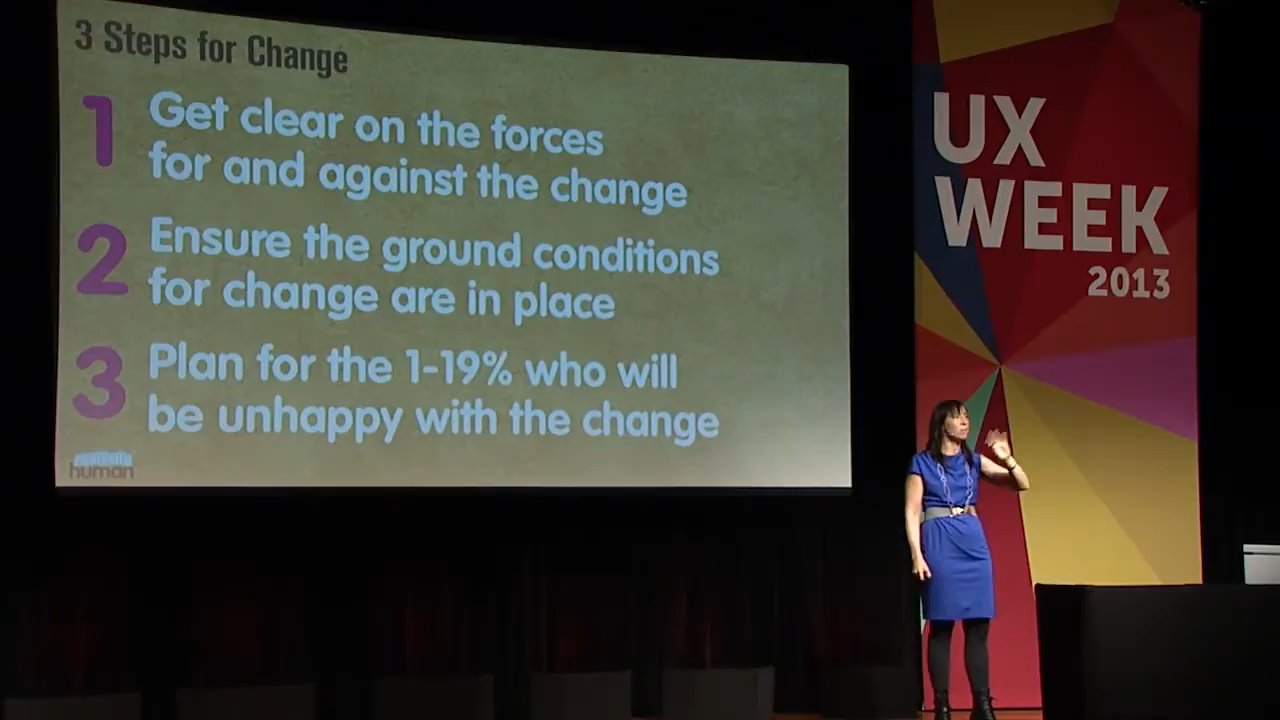 3 Steps for Change
1 Get clear on the forces
for and against the change
2 Ensure the ground conditions
for change are in place
3 Plan for the 1-19% who will
be unhappy with the change
human
UX
WEEK
2013